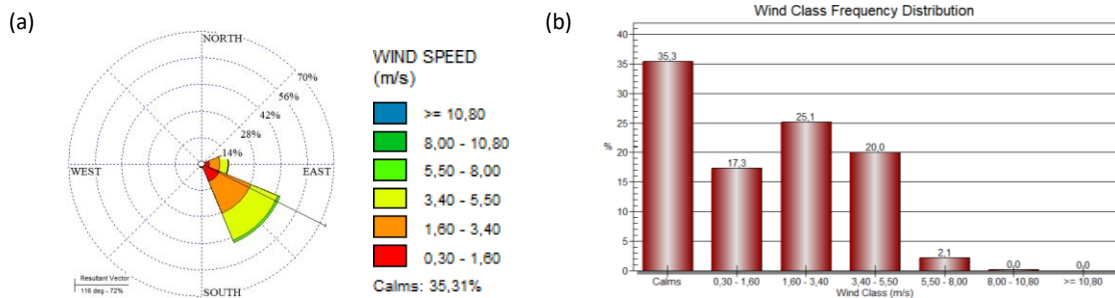 (a)
NORTH
70%
56%
42%
28%
14%
WEST
EAST
SOUTH
Resultant Vector
116 deg - 72%
WIND SPEED
(m/s)
>= 10,80
8,00 - 10,80
5,50 - 8,00
3,40 - 5,50
1,60 - 3,40
0,30 - 1,60
Calms: 35,31%
(b)
Wind Class Frequency Distribution
40
35
30
25
20
15
10
5
0
%
35,3
17,3
25,1
20,0
2,1
0,0
0,0
Calms
0,30 - 1,60
1,60 - 3,40
3,40 - 5,50
5,50 - 8,00
8,00 - 10,80
>= 10,80
Wind Class (m/s)